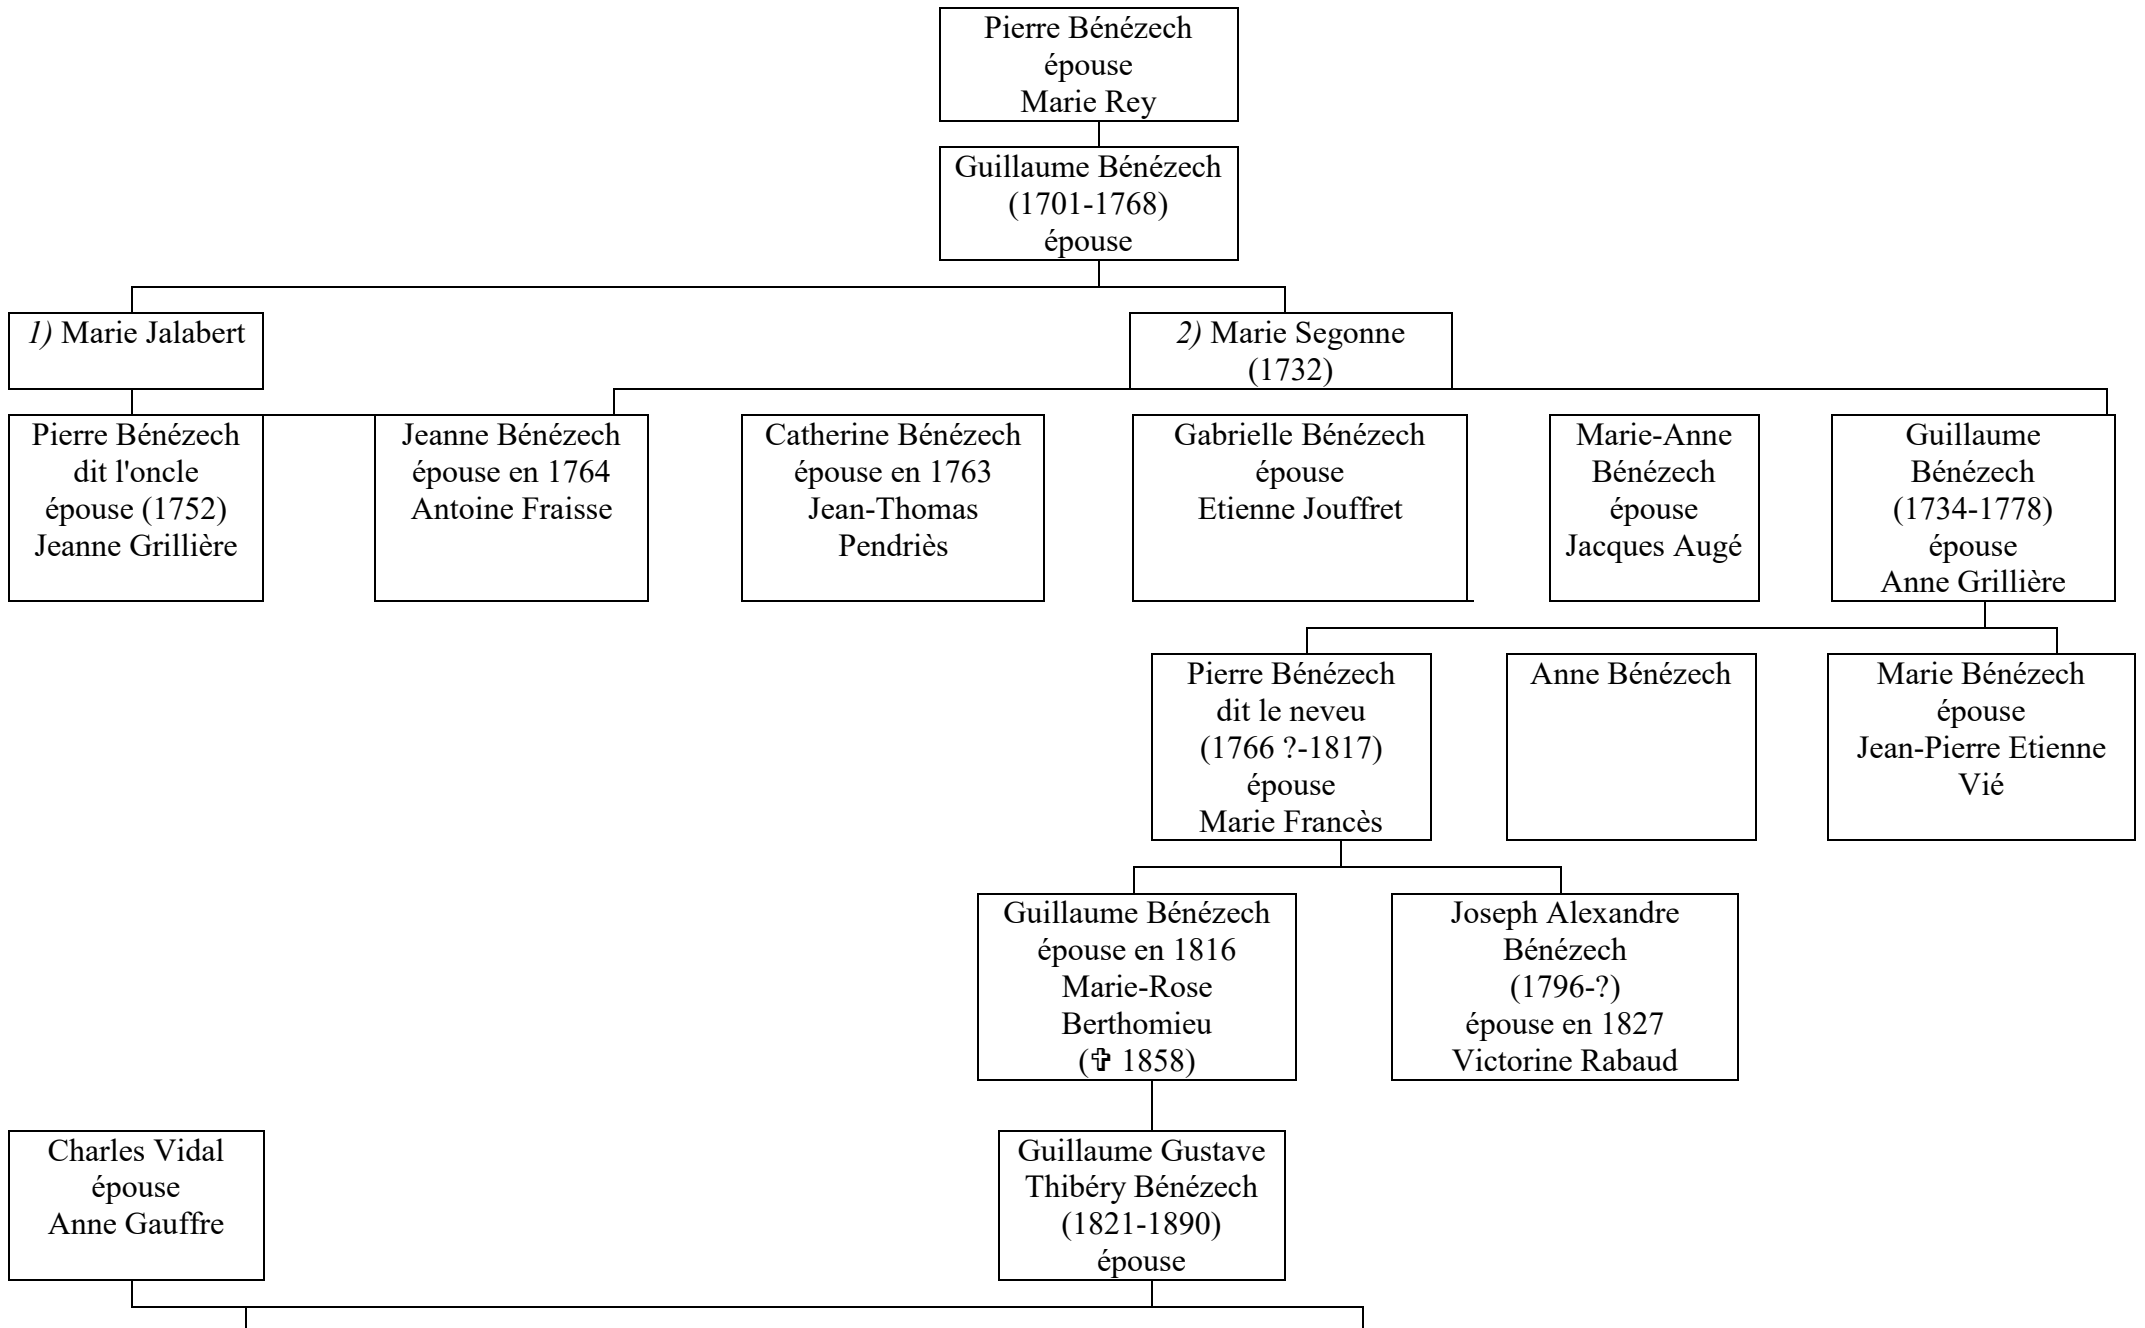 Pierre Bénézech
épouse
Marie Rey
Guillaume Bénézech
(1701-1768)
épouse
1) Marie Jalabert
2) Marie Segonne
(1732)
Pierre Bénézech
dit l'oncle
épouse (1752)
Jeanne Grillière
Jeanne Bénézech
épouse en 1764
Antoine Fraisse
Catherine Bénézech
épouse en 1763
Jean-Thomas
Pendriès
Gabrielle Bénézech
épouse
Etienne Jouffret
Marie-Anne
Bénézech
épouse
Jacques Augé
Guillaume
Bénézech
(1734-1778)
épouse
Anne Grillière
Pierre Bénézech
dit le neveu
(1766 ?-1817)
épouse
Marie Francès
Anne Bénézech
Marie Bénézech
épouse
Jean-Pierre Etienne
Vié
Guillaume Bénézech
épouse en 1816
Marie-Rose
Berthomieu
(✞ 1858)
Joseph Alexandre
Bénézech
(1796-?)
épouse en 1827
Victorine Rabaud
Charles Vidal
épouse
Anne Gauffre
Guillaume Gustave
Thibéry Bénézech
(1821-1890)
épouse